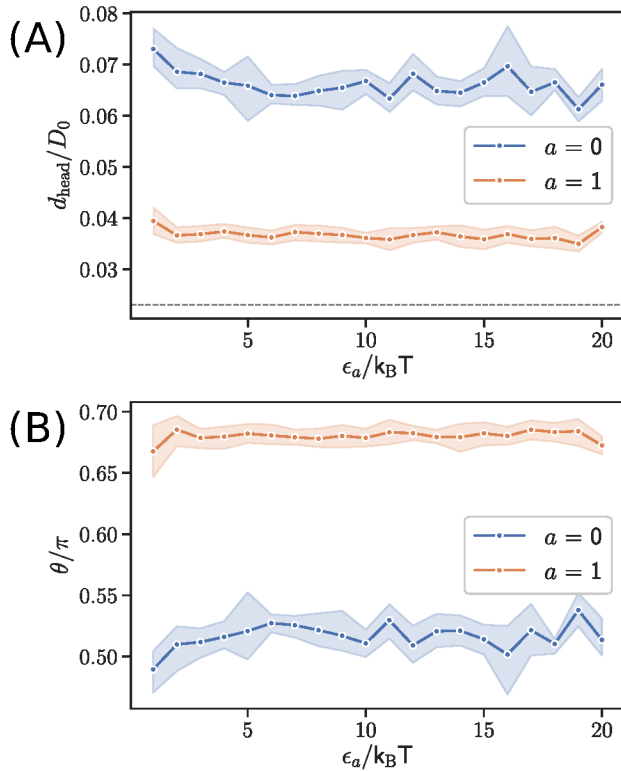 (A)
0.08
0.07
0.06
0.05
0.04
0.03
d_head/D_0
a = 0
a = 1
5 10 15 20
ϵ_a/k_BT
(B)
0.70
0.65
0.60
0.55
0.50
θ/π
a = 0
a = 1
5 10 15 20
ϵ_a/k_BT